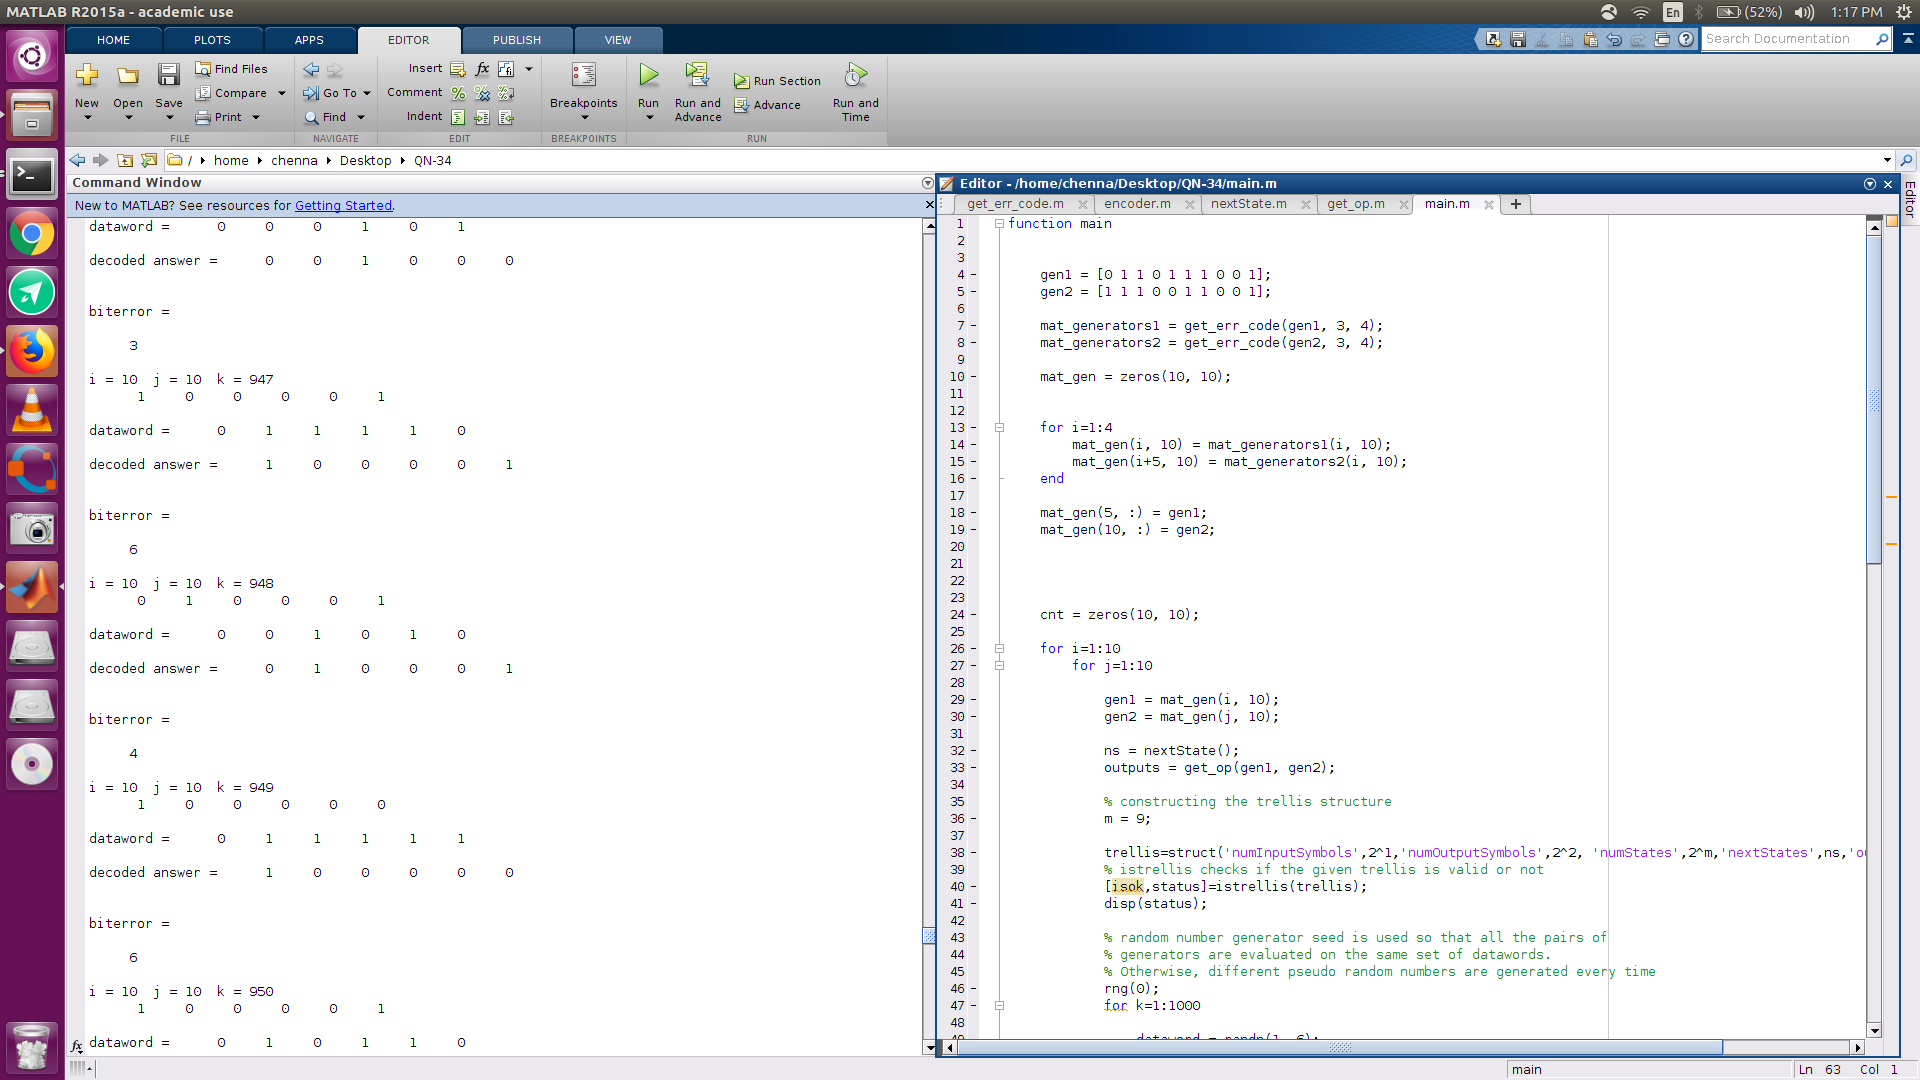 MATLAB R2015a - academic use
En (52%) 1:17 PM
HOME PLOTS APPS EDITOR PUBLISH VIEW
Search Documentation
New Open Save Find Files Compare Print
FILE
Go To Find
NAVIGATE
Insert fx
Comment
Indent
EDIT
Breakpoints
BREAKPOINTS
Run Run and Advance Run Section Advance Run and Time
RUN
/ home chenna Desktop QN-34
Command Window
New to MATLAB? See resources for Getting Started.
dataword = 0 0 0 1 0 1
decoded answer = 0 0 1 0 0 0
biterror =
3
i = 10 j = 10 k = 947
1 0 0 0 0 1
dataword = 0 1 1 1 1 0
decoded answer = 1 0 0 0 0 1
biterror =
6
i = 10 j = 10 k = 948
0 1 0 0 0 1
dataword = 0 0 1 0 1 0
decoded answer = 0 1 0 0 0 1
biterror =
4
i = 10 j = 10 k = 949
1 0 0 0 0 0
dataword = 0 1 1 1 1 1
decoded answer = 1 0 0 0 0 0
biterror =
6
i = 10 j = 10 k = 950
1 0 0 0 0 1
dataword = 0 1 0 1 1 0
fx
Editor - /home/chenna/Desktop/QN-34/main.m
Editor
get_err_code.m encoder.m nextState.m get_op.m main.m
1 function main
2
3
4 - gen1 = [0 1 1 0 1 1 1 0 0 1];
5 - gen2 = [1 1 1 0 0 1 1 0 0 1];
6
7 - mat_generators1 = get_err_code(gen1, 3, 4);
8 - mat_generators2 = get_err_code(gen2, 3, 4);
9
10 - mat_gen = zeros(10, 10);
11
12
13 - for i=1:4
14 - mat_gen(i, 10) = mat_generators1(i, 10);
15 - mat_gen(i+5, 10) = mat_generators2(i, 10);
16 - end
17
18 - mat_gen(5, :) = gen1;
19 - mat_gen(10, :) = gen2;
20
21
22
23
24 - cnt = zeros(10, 10);
25
26 - for i=1:10
27 - for j=1:10
28
29 - gen1 = mat_gen(i, 10);
30 - gen2 = mat_gen(j, 10);
31
32 - ns = nextState();
33 - outputs = get_op(gen1, gen2);
34
35 % constructing the trellis structure
36 - m = 9;
37
38 - trellis=struct('numInputSymbols',2^1,'numOutputSymbols',2^2, 'numStates',2^m,'nextStates',ns,'ou
39 % istrellis checks if the given trellis is valid or not
40 - [isok,status]=istrellis(trellis);
41 - disp(status);
42
43 % random number generator seed is used so that all the pairs of
44 % generators are evaluated on the same set of datawords.
45 % Otherwise, different pseudo random numbers are generated every time
46 - rng(0);
47 - for k=1:1000
48
main
Ln 63 Col 1